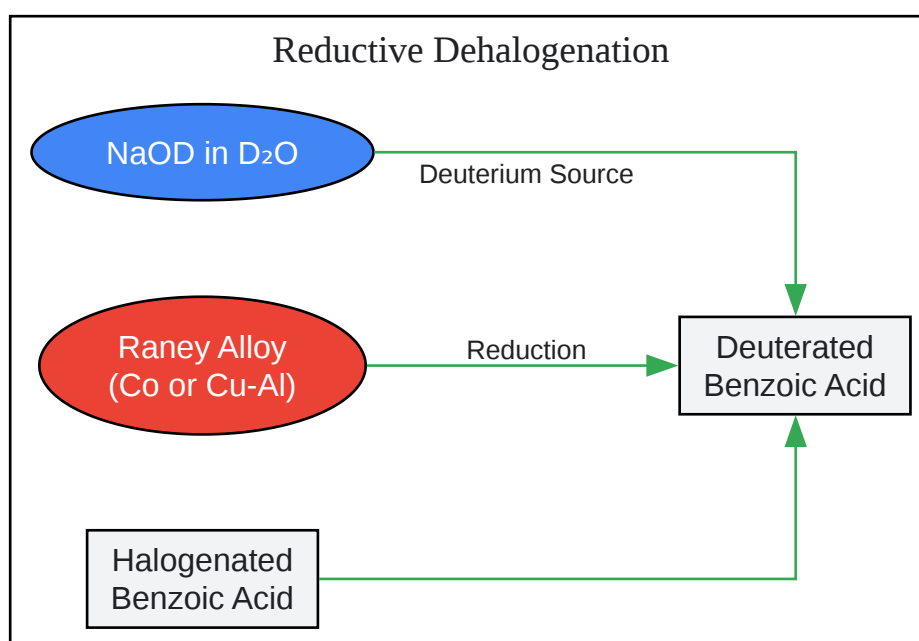 Reductive Dehalogenation
NaOD in D₂O
Deuterium Source
Raney Alloy
(Co or Cu-Al)
Reduction
Deuterated
Benzoic Acid
Halogenated
Benzoic Acid